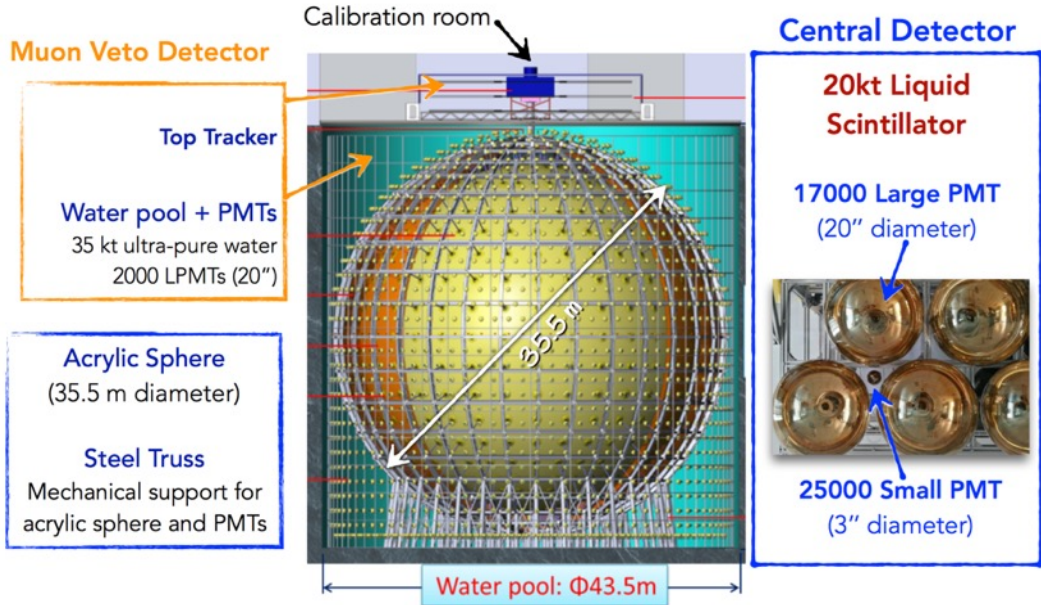 Calibration room
Muon Veto Detector
Top Tracker
Water pool + PMTs
35 kt ultra-pure water
2000 LPMTs (20”)
Acrylic Sphere
(35.5 m diameter)
Steel Truss
Mechanical support for
acrylic sphere and PMTs
35.5 m
Water pool: Φ43.5m
Central Detector
20kt Liquid
Scintillator
17000 Large PMT
(20” diameter)
25000 Small PMT
(3” diameter)